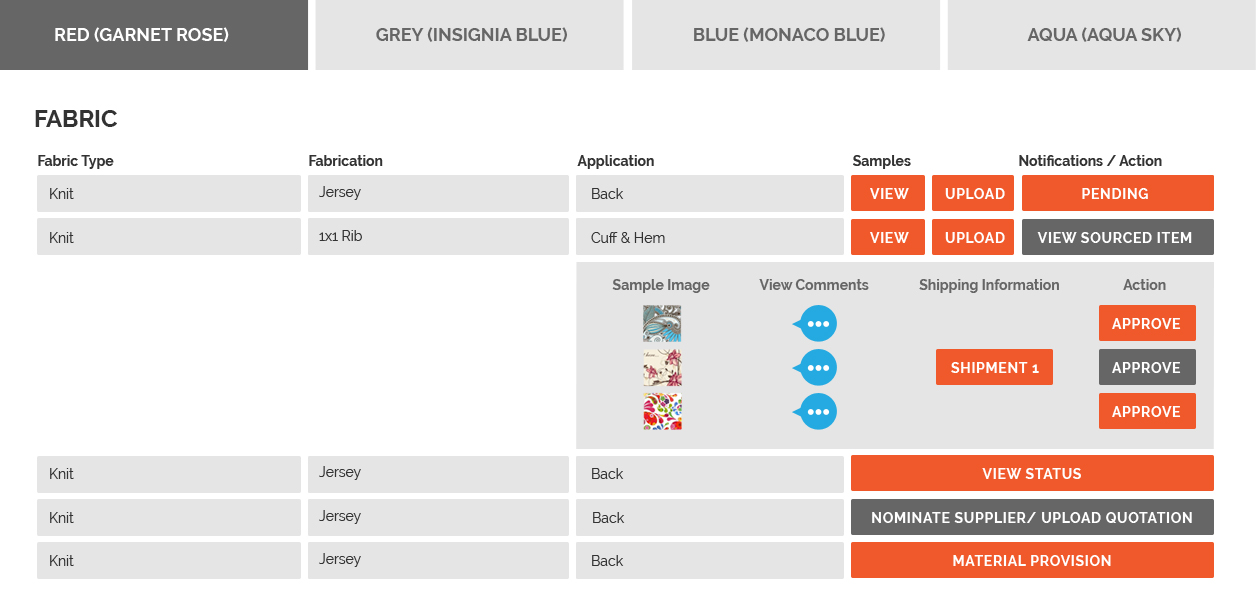 RED (GARNET ROSE) GREY (INSIGNIA BLUE) BLUE (MONACO BLUE) AQUA (AQUA SKY)
FABRIC
Fabric Type Fabrication Application Samples Notifications / Action
Knit Jersey Back VIEW UPLOAD PENDING
Knit 1x1 Rib Cuff & Hem VIEW UPLOAD VIEW SOURCED ITEM
Sample Image View Comments Shipping Information Action
APPROVE
SHIPMENT 1 APPROVE
APPROVE
Knit Jersey Back VIEW STATUS
Knit Jersey Back NOMINATE SUPPLIER/ UPLOAD QUOTATION
Knit Jersey Back MATERIAL PROVISION